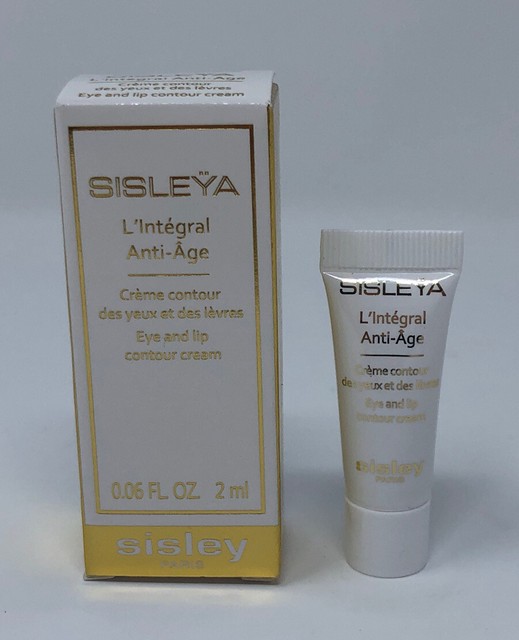 SISLEŸA
L'Intégral Anti-Âge
Crème contour
des yeux et des lèvres
Eye and lip contour cream
SISLEŸA
L'Intégral
Anti-Âge
Crème contour
des yeux et des lèvres
Eye and lip
contour cream
0.06 FL OZ. 2 ml
sisley
PARIS
SISLEŸA
L'Intégral
Anti-Âge
Crème contour
des yeux et des lèvres
Eye and lip
contour cream
sisley
PARIS